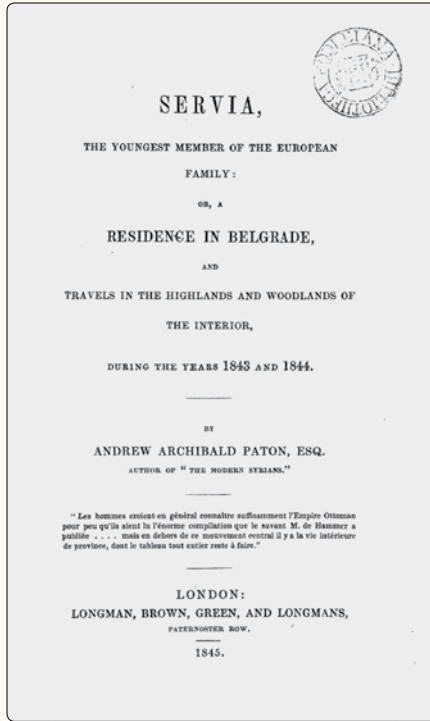 SERVIA,
THE YOUNGEST MEMBER OF THE EUROPEAN
FAMILY:
OR, A
RESIDENCE IN BELGRADE,
AND
TRAVELS IN THE HIGHLANDS AND WOODLANDS OF
THE INTERIOR,
DURING THE YEARS 1843 AND 1844.
BY
ANDREW ARCHIBALD PATON, ESQ.
AUTHOR OF "THE MODERN SYRIANS."
"Les hommes croient en général connaître suffisamment l'Empire Ottoman
pour peu qu'ils aient lu l'énorme compilation que le savant M. de Hammer a
publiée . . . . mais en dehors de ce mouvement central il y a la vie intérieure
de province, dont le tableau tout entier reste à faire."
LONDON:
LONGMAN, BROWN, GREEN, AND LONGMANS,
PATERNOSTER ROW.
1845.